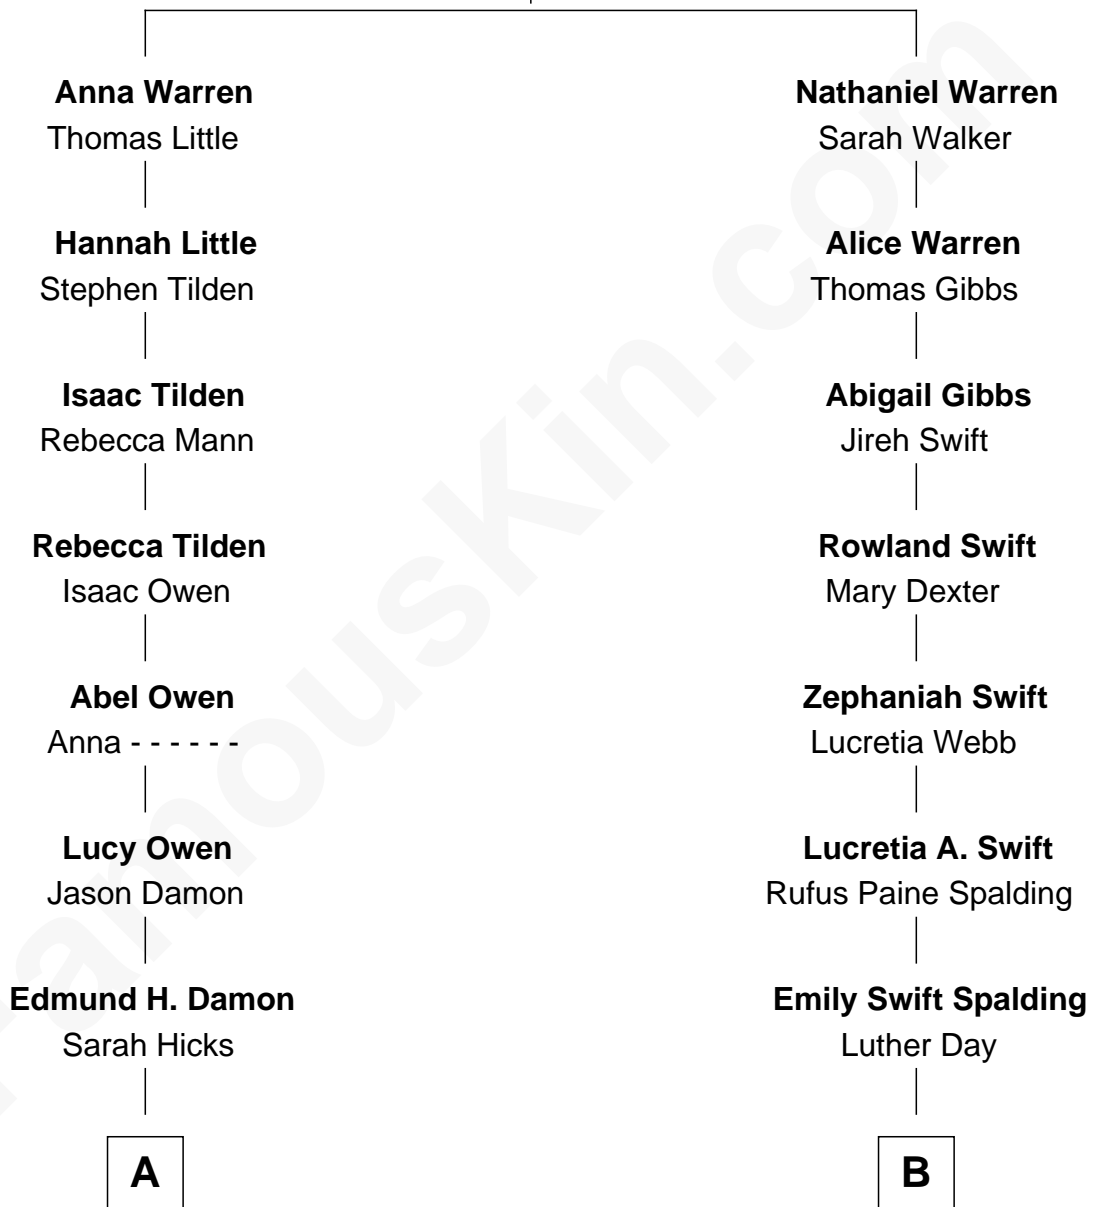 Anna Warren
Thomas Little
Hannah Little
Stephen Tilden
Isaac Tilden
Rebecca Mann
Rebecca Tilden
Isaac Owen
Abel Owen
Anna - - - - - -
Lucy Owen
Jason Damon
Edmund H. Damon
Sarah Hicks
A
Nathaniel Warren
Sarah Walker
Alice Warren
Thomas Gibbs
Abigail Gibbs
Jireh Swift
Rowland Swift
Mary Dexter
Zephaniah Swift
Lucretia Webb
Lucretia A. Swift
Rufus Paine Spalding
Emily Swift Spalding
Luther Day
B
FamousKin.com